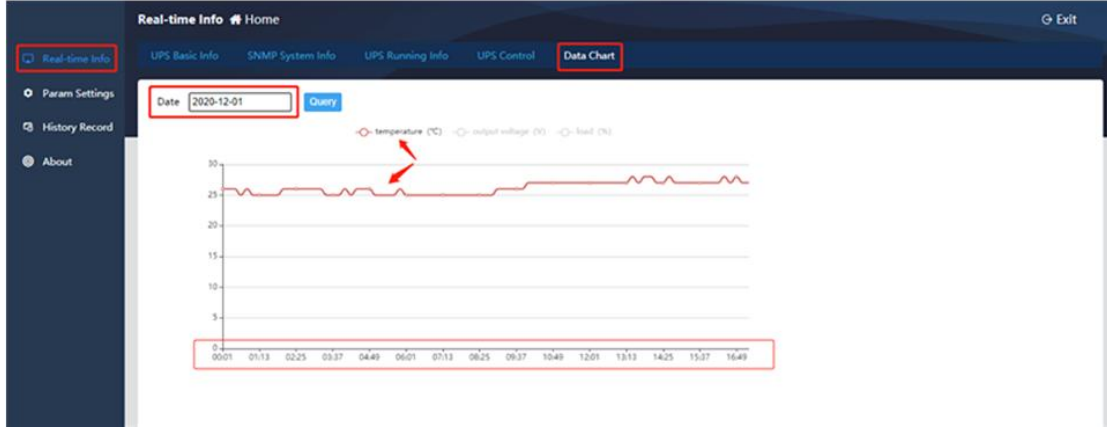 Real-time Info Home Exit
Real-time Info
Param Settings
History Record
About
UPS Basic Info SNMP System Info UPS Running Info UPS Control Data Chart
Date 2020-12-01 Query
temperature (℃) output voltage (V) load (%)
30
25
20
15
10
5
0
00:01 01:13 02:25 03:37 04:49 06:01 07:13 08:25 09:37 10:49 12:01 13:13 14:25 15:37 16:49